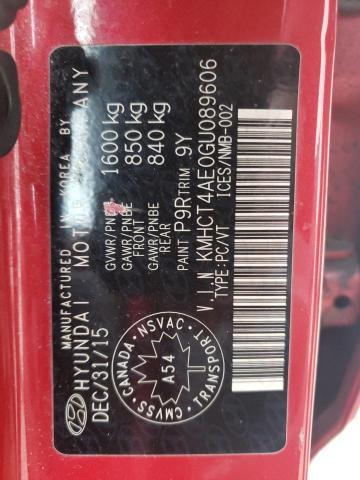 MANUFACTURED IN KOREA BY
HYUNDAI MOTOR COMPANY
DEC/31/15
GVWR/PNBV 1600 kg
GAWR/PNBE FRONT 850 kg
GAWR/PNBE REAR 840 kg
PAINT P9R TRIM 9Y
V.I.N KMHCT4AE0GU089606
TYPE:PC/VT ICES/NMB-002
CANADA · NSVAC · TRANSPORT · CMVSS
A54